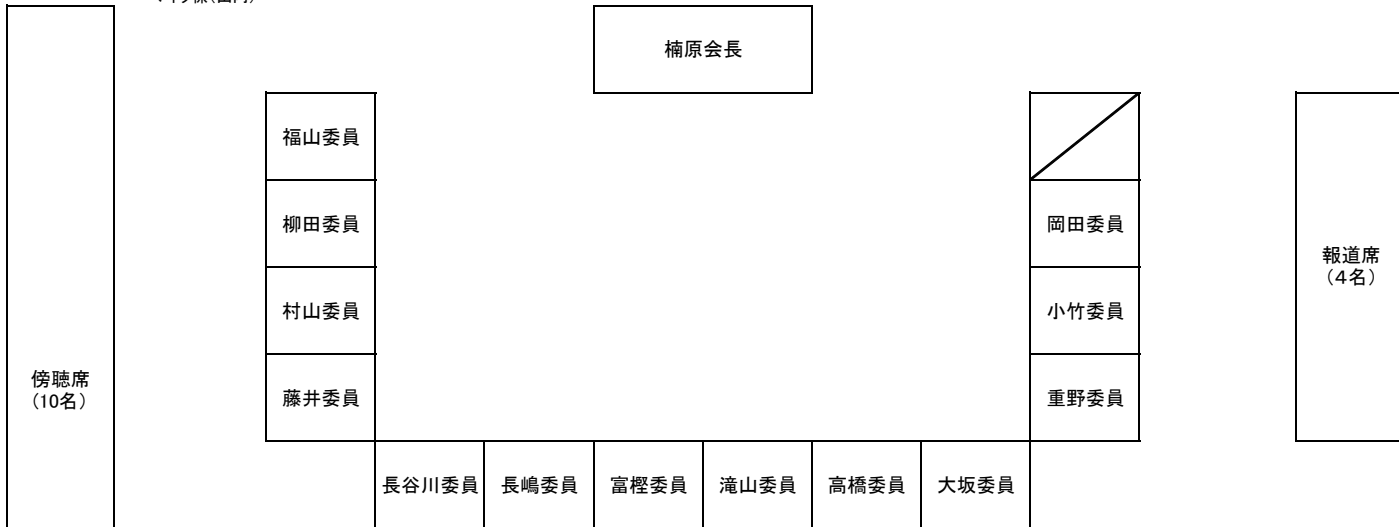 楠原会長
福山委員
柳田委員
岡田委員
報道席
（4名）
村山委員
小竹委員
傍聴席
（10名）
藤井委員
重野委員
長谷川委員
長嶋委員
富樫委員
滝山委員
高橋委員
大坂委員